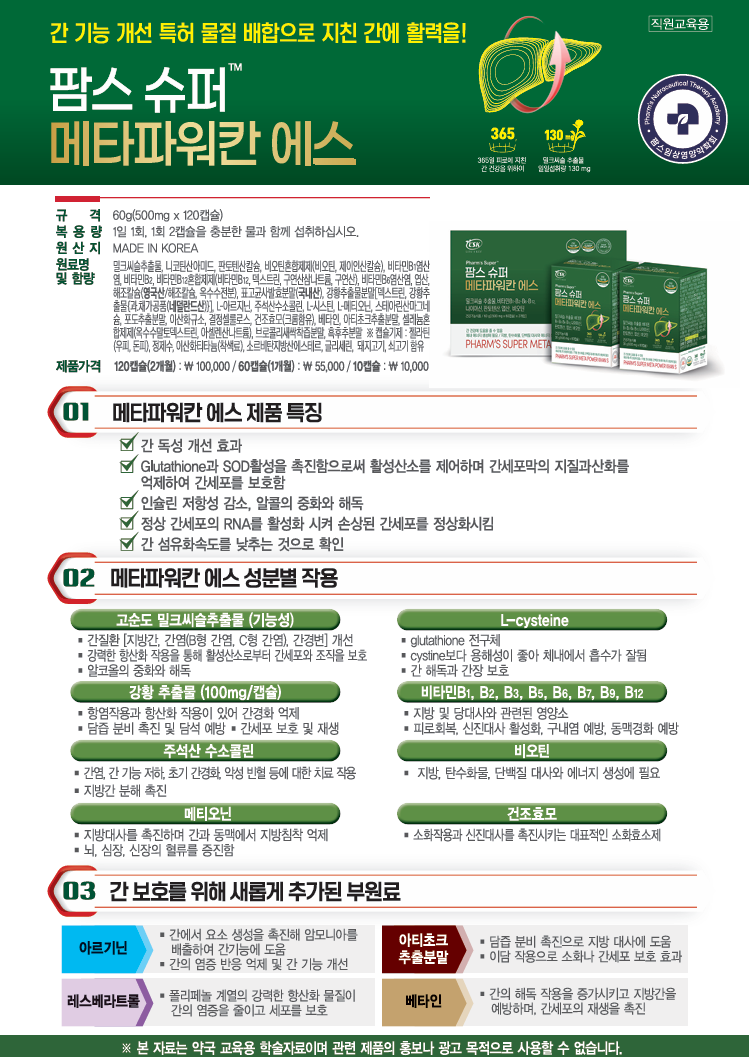 간 기능 개선 특허 물질 배합으로 지친 간에 활력을!
직원교육용
팜스 슈퍼™
메타파워칸 에스
365
365일 피로에 지친
간 건강을 위하여
130 mg
밀크씨슬 추출물
일일섭취량 130 mg
Pharm's Nutraceutical Therapy Academy
팜스임상영양약학회
규 격 60g(500mg x 120캡슐)
복 용 량 1일 1회, 1회 2캡슐을 충분한 물과 함께 섭취하십시오.
원 산 지 MADE IN KOREA
원료명 및 함량
밀크씨슬추출물, 니코틴산아미드, 판토텐산칼슘, 비오틴혼합제제(비오틴, 제이인산칼슘), 비타민B1염산
염, 비타민B2, 비타민B12혼합제제(비타민B12, 덱스트린, 구연산삼나트륨, 구연산), 비타민B6염산염, 엽산,
해조칼슘(영국산/해조칼슘, 옥수수전분), 표고균사발효분말(국내산), 강황추출물분말[덱스트린, 강황추
출물(과.채가공품(네덜란드산))], L-아르지닌, 주석산수소콜린, L-시스틴, L-메티오닌, 스테아린산마그네
슘, 포도추출분말, 이산화규소, 결정셀룰로스, 건조효모(크롬함유), 베타인, 아티초크추출분말, 셀레늄혼
합제제(옥수수말토덱스트린, 아셀렌산나트륨), 브로콜리새싹착즙분말, 흑후추분말 ※ 캡슐기제 : 젤라틴
(우피, 돈피), 정제수, 이산화티타늄(착색료), 소르비탄지방산에스테르, 글리세린, 돼지고기, 쇠고기 함유
제품가격 120캡슐(2개월) : ₩ 100,000 / 60캡슐(1개월) : ₩ 55,000 / 10캡슐 : ₩ 10,000
Pharm's Super
팜스 슈퍼
메타파워칸 에스
PHARM'S SUPER META
Pharm's Super
팜스 슈퍼
메타파워칸 에스
Pharm's Super
팜스 슈퍼
메타파워칸 에스
PHARM'S SUPER META POWER KHAN S
01 메타파워칸 에스 제품 특징
간 독성 개선 효과
Glutathione과 SOD활성을 촉진함으로써 활성산소를 제어하며 간세포막의 지질과산화를
억제하여 간세포를 보호함
인슐린 저항성 감소, 알콜의 중화와 해독
정상 간세포의 RNA를 활성화 시켜 손상된 간세포를 정상화시킴
간 섬유화속도를 낮추는 것으로 확인
02 메타파워칸 에스 성분별 작용
고순도 밀크씨슬추출물 (기능성)
▪ 간질환 [지방간, 간염(B형 간염, C형 간염), 간경변] 개선
▪ 강력한 항산화 작용을 통해 활성산소로부터 간세포와 조직을 보호
▪ 알코올의 중화와 해독
L-cysteine
▪ glutathione 전구체
▪ cystine보다 용해성이 좋아 체내에서 흡수가 잘됨
▪ 간 해독과 간장 보호
강황 추출물 (100mg/캡슐)
▪ 항염작용과 항산화 작용이 있어 간경화 억제
▪ 담즙 분비 촉진 및 담석 예방 ▪ 간세포 보호 및 재생
비타민B1, B2, B3, B5, B6, B7, B9, B12
▪ 지방 및 당대사와 관련된 영양소
▪ 피로회복, 신진대사 활성화, 구내염 예방, 동맥경화 예방
주석산 수소콜린
▪ 간염, 간 기능 저하, 초기 간경화, 악성 빈혈 등에 대한 치료 작용
▪ 지방간 분해 촉진
비오틴
▪ 지방, 탄수화물, 단백질 대사와 에너지 생성에 필요
메티오닌
▪ 지방대사를 촉진하며 간과 동맥에서 지방침착 억제
▪ 뇌, 심장, 신장의 혈류를 증진함
건조효모
▪ 소화작용과 신진대사를 촉진시키는 대표적인 소화효소제
03 간 보호를 위해 새롭게 추가된 부원료
아르기닌
▪ 간에서 요소 생성을 촉진해 암모니아를
배출하여 간기능에 도움
▪ 간의 염증 반응 억제 및 간 기능 개선
아티초크
추출분말
▪ 담즙 분비 촉진으로 지방 대사에 도움
▪ 이담 작용으로 소화나 간세포 보호 효과
레스베라트롤
▪ 폴리페놀 계열의 강력한 항산화 물질이
간의 염증을 줄이고 세포를 보호
베타인
▪ 간의 해독 작용을 증가시키고 지방간을
예방하며, 간세포의 재생을 촉진
※ 본 자료는 약국 교육용 학술자료이며 관련 제품의 홍보나 광고 목적으로 사용할 수 없습니다.